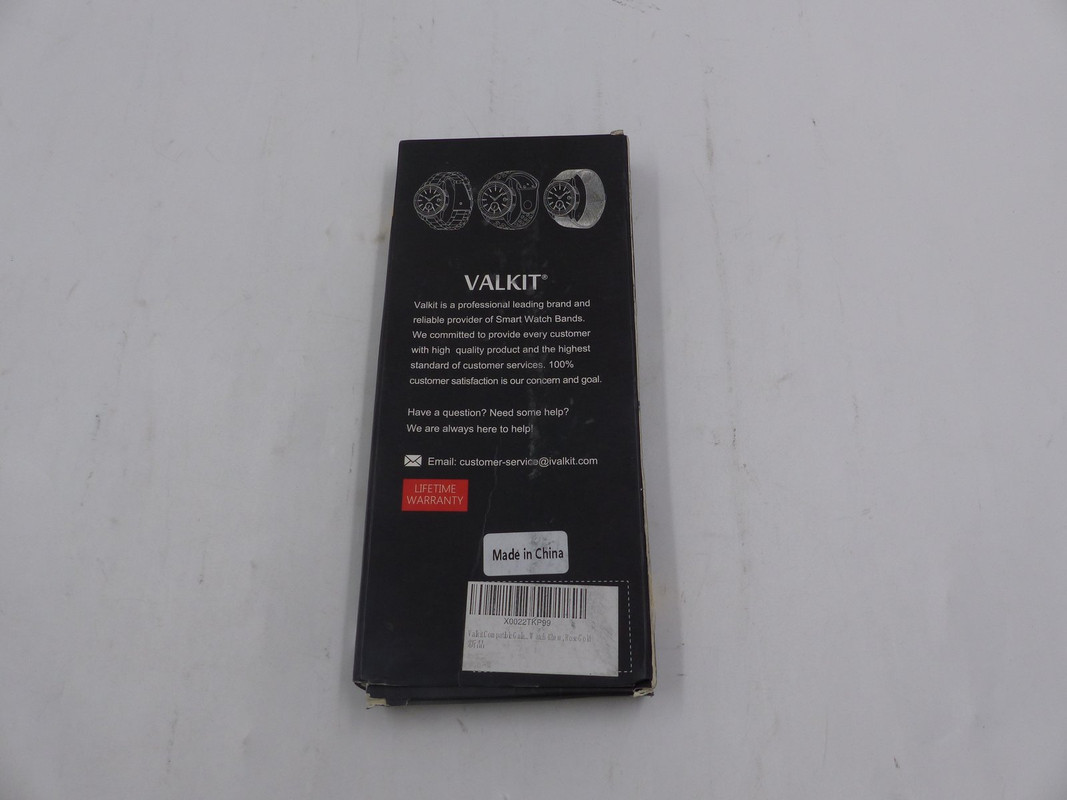 VALKIT®
Valkit is a professional leading brand and
reliable provider of Smart Watch Bands.
We committed to provide every customer
with high quality product and the highest
standard of customer services. 100%
customer satisfaction is our concern and goal.
Have a question? Need some help?
We are always here to help!
Email: customer-service@ivalkit.com
LIFETIME
WARRANTY
Made in China
X0022TKP99